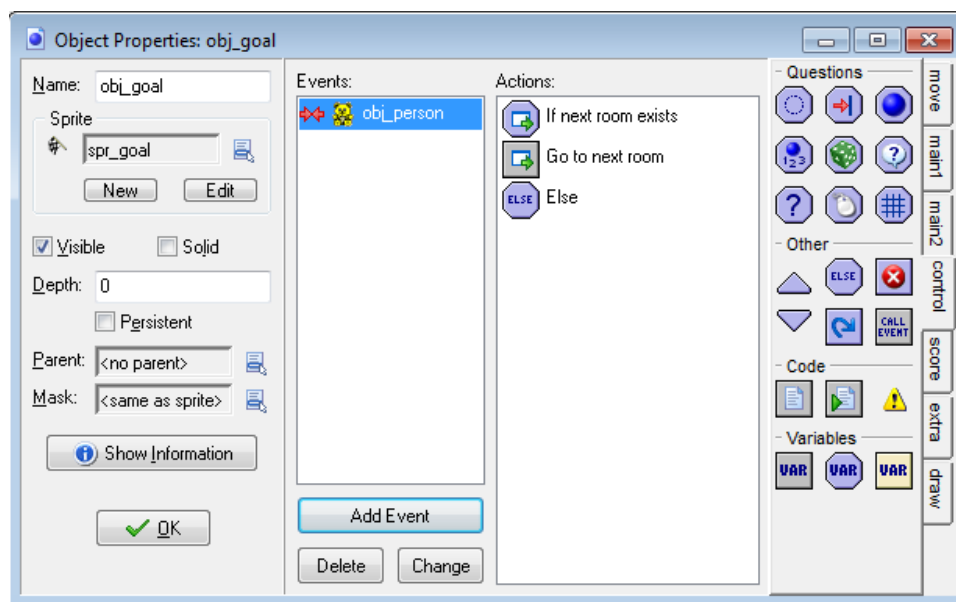 Object Properties: obj_goal
Name: obj_goal
Sprite
spr_goal
New Edit
Visible Solid
Depth: 0
Persistent
Parent: <no parent>
Mask: <same as sprite>
Show Information
OK
Events:
obj_person
Add Event
Delete Change
Actions:
If next room exists
Go to next room
ELSE Else
Questions
123
?
?
Other
ELSE
CALL EVENT
Code
Variables
VAR VAR VAR
move
main1
main2
control
score
extra
draw